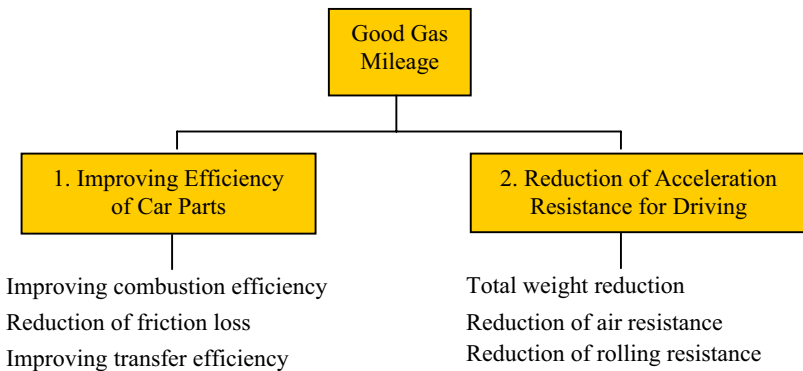 Good Gas
Mileage
1. Improving Efficiency
of Car Parts
2. Reduction of Acceleration
Resistance for Driving
Improving combustion efficiency
Reduction of friction loss
Improving transfer efficiency
Total weight reduction
Reduction of air resistance
Reduction of rolling resistance